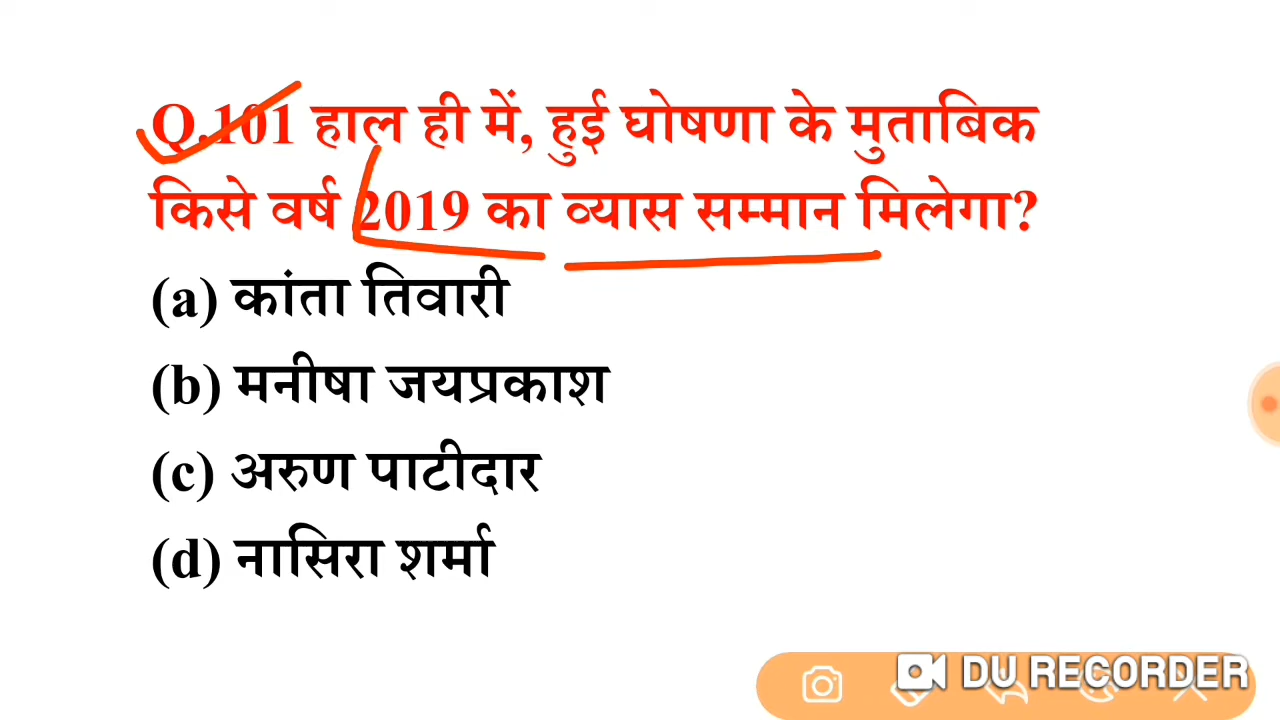 Q.101 हाल ही में, हुई घोषणा के मुताबिक
किसे वर्ष 2019 का व्यास सम्मान मिलेगा?
(a) कांता तिवारी
(b) मनीषा जयप्रकाश
(c) अरुण पाटीदार
(d) नासिरा शर्मा
DU RECORDER